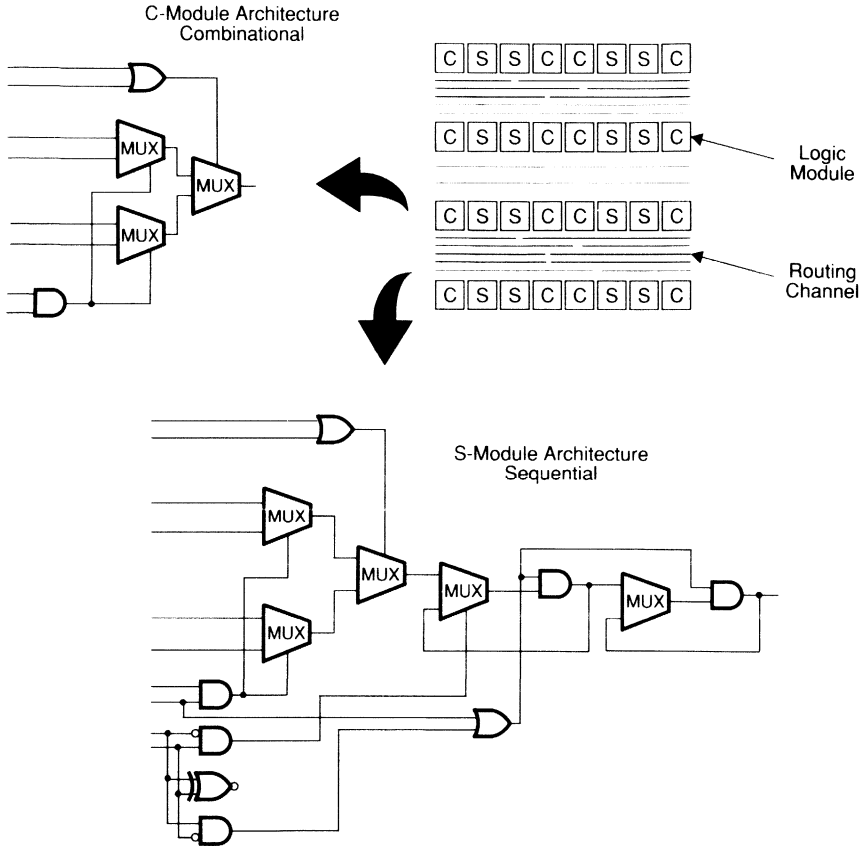 C-Module Architecture
Combinational
C S S C C S S C
C S S C C S S C
C S S C C S S C
C S S C C S S C
Logic
Module
Routing
Channel
MUX
MUX
MUX
S-Module Architecture
Sequential
MUX
MUX
MUX
MUX
MUX